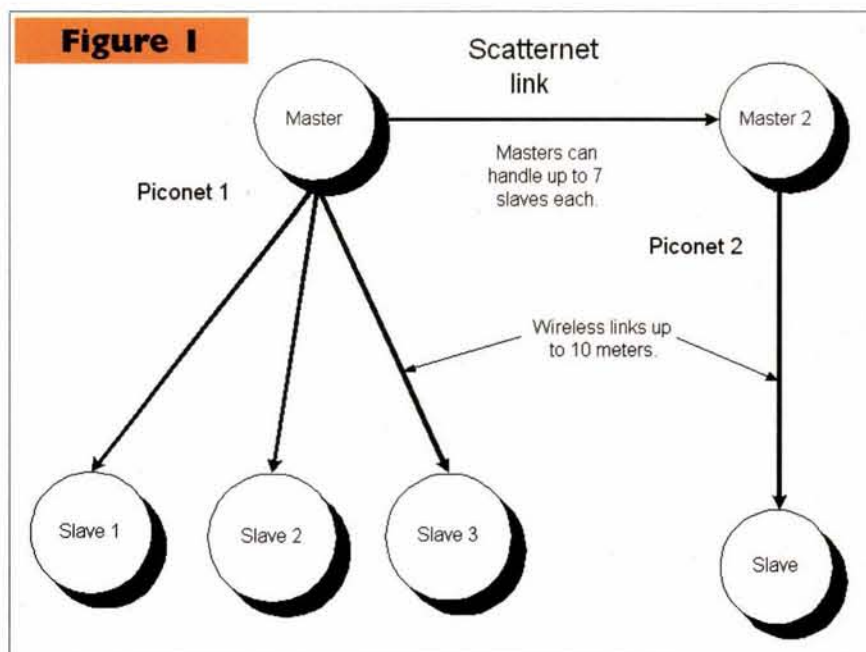 Figure 1
Scatternet
link
Master
Master 2
Masters can
handle up to 7
slaves each.
Piconet 1
Piconet 2
Wireless links up
to 10 meters.
Slave 1
Slave 2
Slave 3
Slave